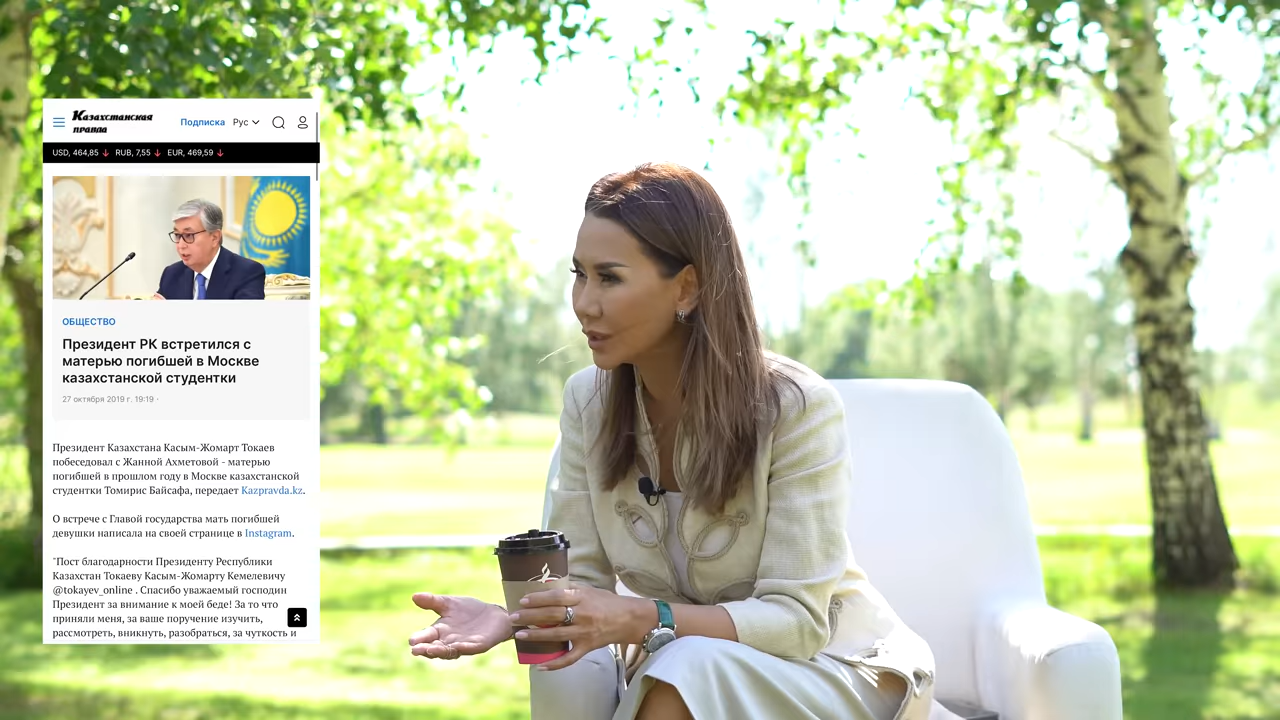 Казахстанская
правда
Подписка
Рус
USD, 464,85 RUB, 7,55 EUR, 469,59
ОБЩЕСТВО
Президент РК встретился с
матерью погибшей в Москве
казахстанской студентки
27 октября 2019 г. 19:19 ·
Президент Казахстана Касым-Жомарт Токаев
побеседовал с Жанной Ахметовой - матерью
погибшей в прошлом году в Москве казахстанской
студентки Томирис Байсафа, передает Kazpravda.kz.
О встрече с Главой государства мать погибшей
девушки написала на своей странице в Instagram.
"Пост благодарности Президенту Республики
Казахстан Токаеву Касым-Жомарту Кемелевичу
@tokayev_online . Спасибо уважаемый господин
Президент за внимание к моей беде! За то что
приняли меня, за ваше поручение изучить,
рассмотреть, вникнуть, разобраться, за чуткость и